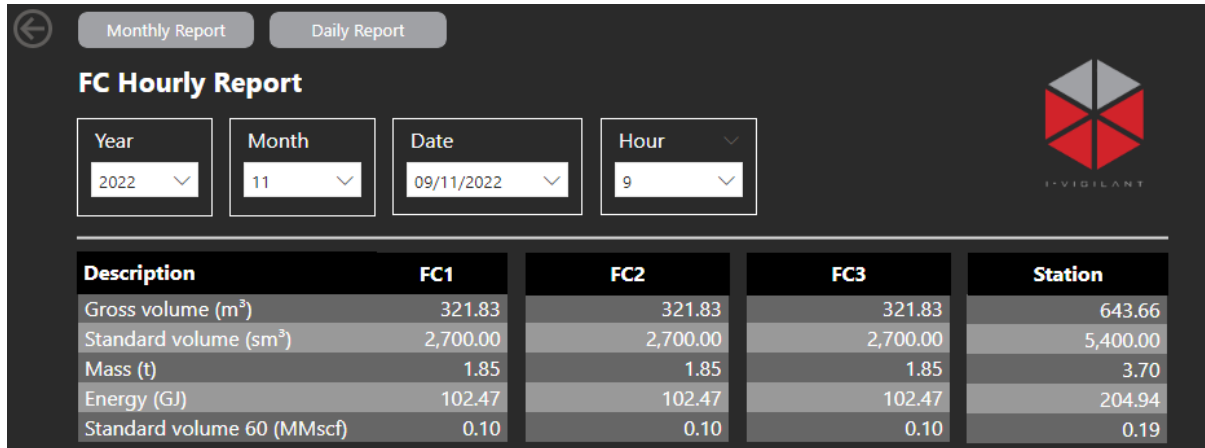 Monthly Report Daily Report
FC Hourly Report
Year Month Date Hour
2022 11 09/11/2022 9
I·VIGILANT
Description FC1 FC2 FC3 Station
Gross volume (m³) 321.83 321.83 321.83 643.66
Standard volume (sm³) 2,700.00 2,700.00 2,700.00 5,400.00
Mass (t) 1.85 1.85 1.85 3.70
Energy (GJ) 102.47 102.47 102.47 204.94
Standard volume 60 (MMscf) 0.10 0.10 0.10 0.19